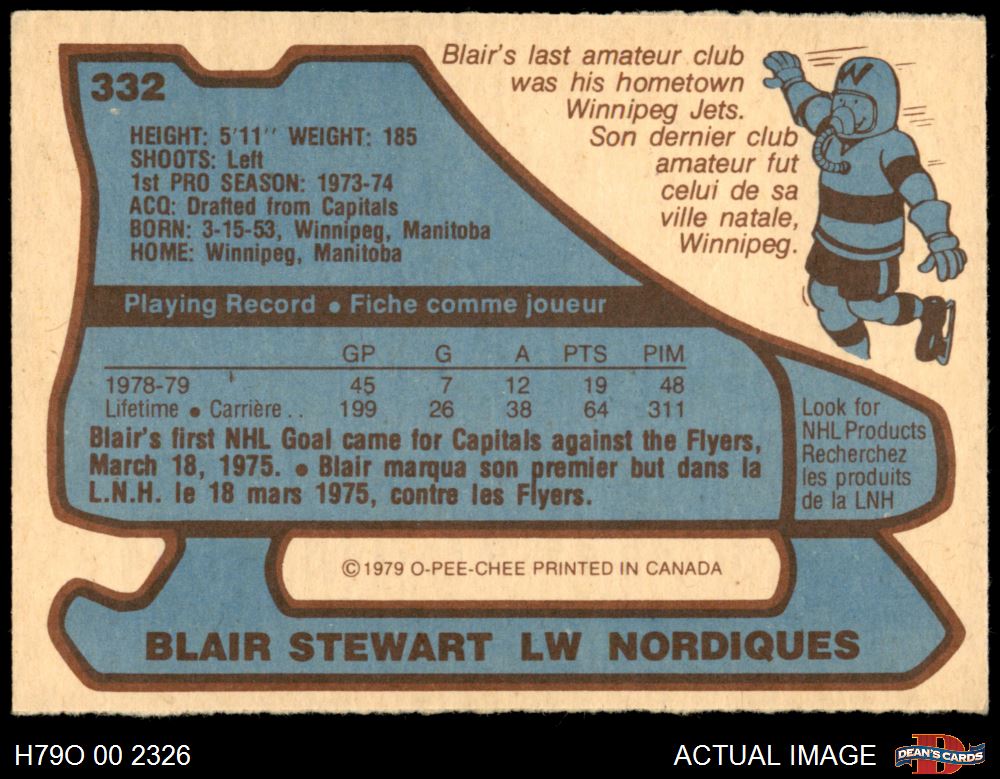 332
Blair's last amateur club
was his hometown
Winnipeg Jets.
Son dernier club
amateur fut
celui de sa
ville natale,
Winnipeg.
W
HEIGHT: 5'11'' WEIGHT: 185
SHOOTS: Left
1st PRO SEASON: 1973-74
ACQ: Drafted from Capitals
BORN: 3-15-53, Winnipeg, Manitoba
HOME: Winnipeg, Manitoba
Playing Record • Fiche comme joueur
GP G A PTS PIM
1978-79 45 7 12 19 48
Lifetime • Carrière .. 199 26 38 64 311
Blair's first NHL Goal came for Capitals against the Flyers,
March 18, 1975. • Blair marqua son premier but dans la
L.N.H. le 18 mars 1975, contre les Flyers.
Look for
NHL Products
Recherchez
les produits
de la LNH
©1979 O-PEE-CHEE PRINTED IN CANADA
BLAIR STEWART LW NORDIQUES
H79O 00 2326
ACTUAL IMAGE
D
DEAN'S CARDS